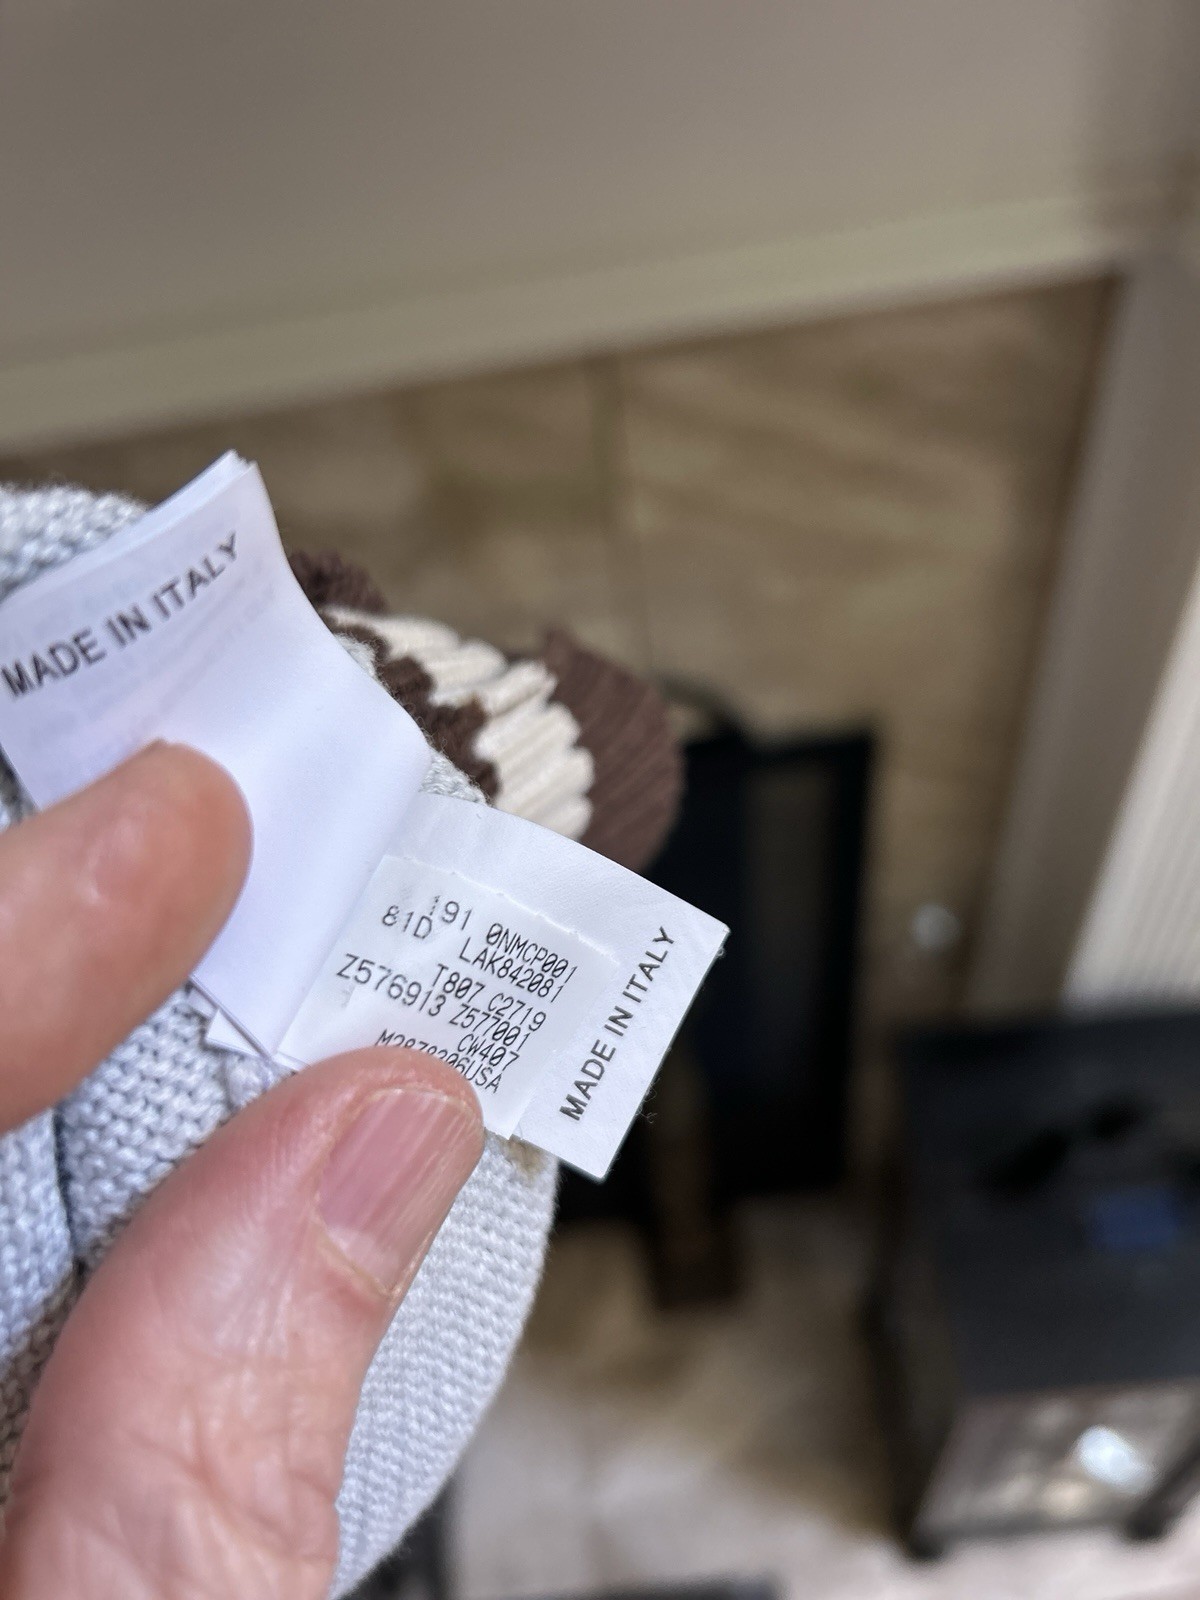 MADE IN ITALY
191 0NMCP001
81D LAK842081
T807 C2719
Z576913 Z577001
CW407
MADE IN ITALY